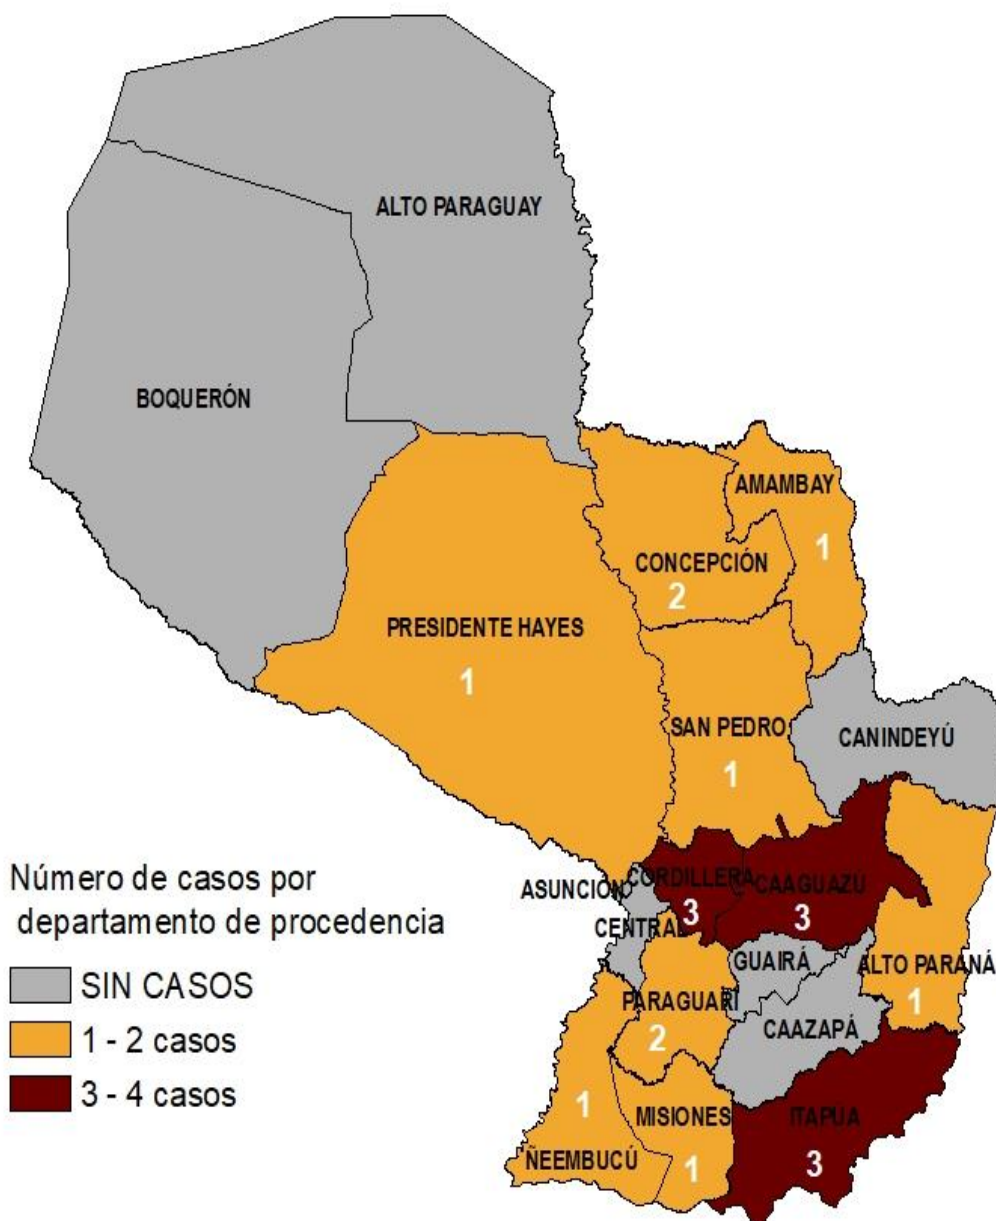 ALTO PARAGUAY
BOQUERÓN
AMAMBAY
1
CONCEPCIÓN
2
PRESIDENTE HAYES
1
SAN PEDRO
1
CANINDEYÚ
Número de casos por
departamento de procedencia
SIN CASOS
1 - 2 casos
3 - 4 casos
ASUNCIÓN
CORDILLERA
3
CAAGUAZÚ
3
CENTRAL
GUAIRÁ
ALTO PARANÁ
1
PARAGUARÍ
2
CAAZAPÁ
1
ÑEEMBUCÚ
MISIONES
1
ITAPUA
3